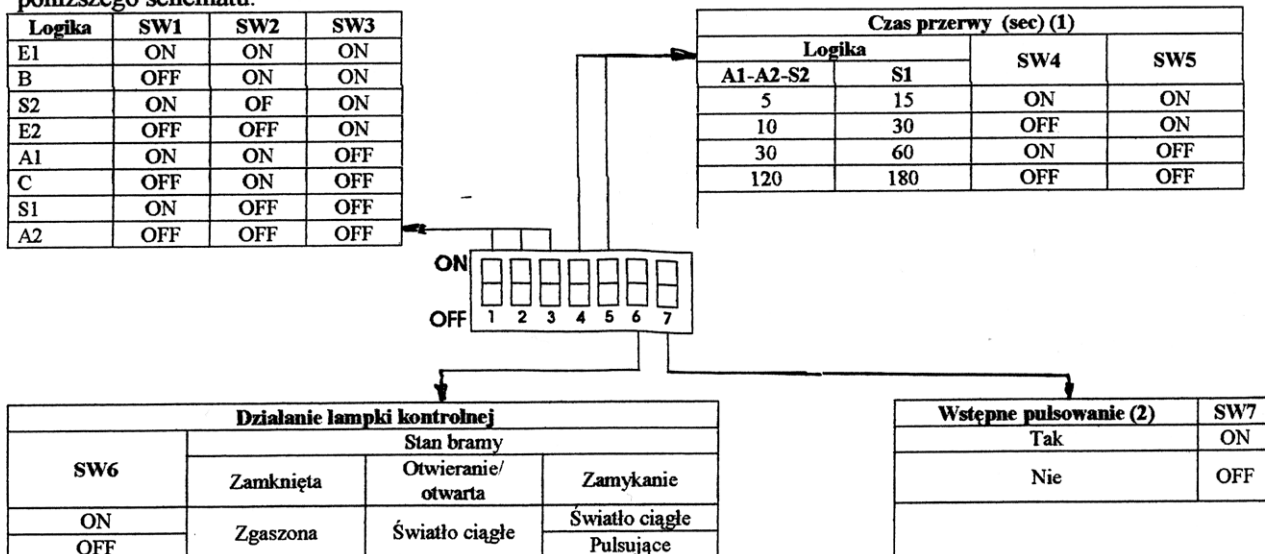 poniższego schematu.
Logika SW1 SW2 SW3
E1 ON ON ON
B OFF ON ON
S2 ON OF ON
E2 OFF OFF ON
A1 ON ON OFF
C OFF ON OFF
S1 ON OFF OFF
A2 OFF OFF OFF
Czas przerwy (sec) (1)
Logika SW4 SW5
A1-A2-S2 S1
5 15 ON ON
10 30 OFF ON
30 60 ON OFF
120 180 OFF OFF
ON
OFF 1 2 3 4 5 6 7
Działanie lampki kontrolnej
SW6 Stan bramy
Zamknięta Otwieranie/ Zamykanie
otwarta
ON Zgaszona Światło ciągłe Światło ciągłe
OFF Pulsujące
Wstępne pulsowanie (2) SW7
Tak ON
Nie OFF